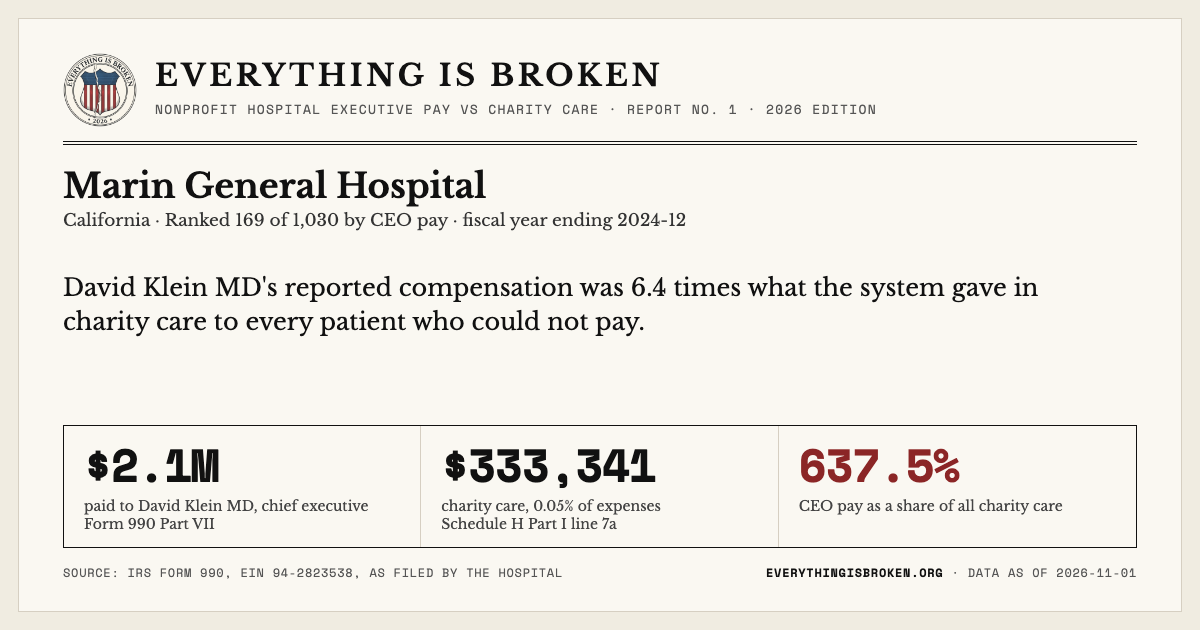 EVERYTHING IS BROKEN
2026
EVERYTHING IS BROKEN
NONPROFIT HOSPITAL EXECUTIVE PAY VS CHARITY CARE · REPORT NO. 1 · 2026 EDITION
Marin General Hospital
California · Ranked 169 of 1,030 by CEO pay · fiscal year ending 2024-12
David Klein MD's reported compensation was 6.4 times what the system gave in
charity care to every patient who could not pay.
$2.1M
paid to David Klein MD, chief executive
Form 990 Part VII
$333,341
charity care, 0.05% of expenses
Schedule H Part I line 7a
637.5%
CEO pay as a share of all charity care
SOURCE: IRS FORM 990, EIN 94-2823538, AS FILED BY THE HOSPITAL
EVERYTHINGISBROKEN.ORG · DATA AS OF 2026-11-01